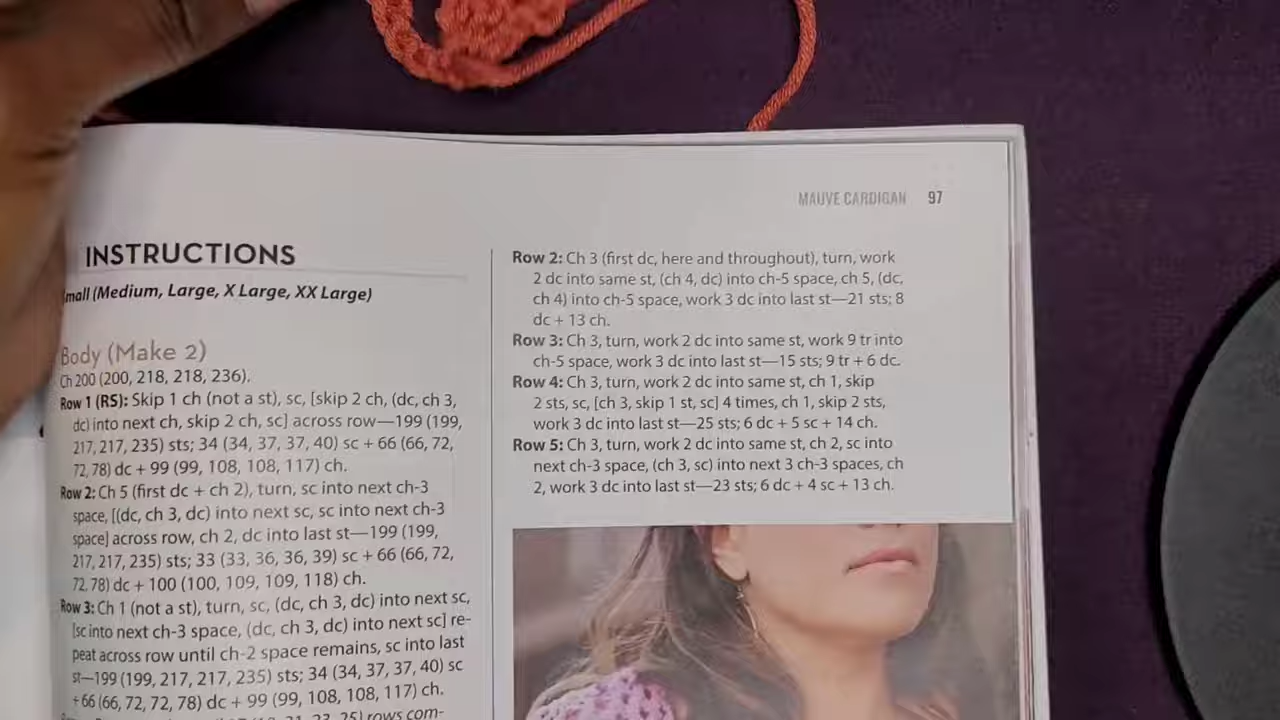 MAUVE CARDIGAN 97
INSTRUCTIONS
Small (Medium, Large, X Large, XX Large)
Body (Make 2)
Ch 200 (200, 218, 218, 236).
Row 1 (RS): Skip 1 ch (not a st), sc, [skip 2 ch, (dc, ch 3,
dc) into next ch, skip 2 ch, sc] across row—199 (199,
217, 217, 235) sts; 34 (34, 37, 37, 40) sc + 66 (66, 72,
72, 78) dc + 99 (99, 108, 108, 117) ch.
Row 2: Ch 5 (first dc + ch 2), turn, sc into next ch-3
space, [(dc, ch 3, dc) into next sc, sc into next ch-3
space] across row, ch 2, dc into last st—199 (199,
217, 217, 235) sts; 33 (33, 36, 36, 39) sc + 66 (66, 72,
72, 78) dc + 100 (100, 109, 109, 118) ch.
Row 3: Ch 1 (not a st), turn, sc, (dc, ch 3, dc) into next sc,
[sc into next ch-3 space, (dc, ch 3, dc) into next sc] re-
peat across row until ch-2 space remains, sc into last
st—199 (199, 217, 217, 235) sts; 34 (34, 37, 37, 40) sc
+ 66 (66, 72, 72, 78) dc + 99 (99, 108, 108, 117) ch.
rows com-
Row 2: Ch 3 (first dc, here and throughout), turn, work
2 dc into same st, (ch 4, dc) into ch-5 space, ch 5, (dc,
ch 4) into ch-5 space, work 3 dc into last st—21 sts; 8
dc + 13 ch.
Row 3: Ch 3, turn, work 2 dc into same st, work 9 tr into
ch-5 space, work 3 dc into last st—15 sts; 9 tr + 6 dc.
Row 4: Ch 3, turn, work 2 dc into same st, ch 1, skip
2 sts, sc, [ch 3, skip 1 st, sc] 4 times, ch 1, skip 2 sts,
work 3 dc into last st—25 sts; 6 dc + 5 sc + 14 ch.
Row 5: Ch 3, turn, work 2 dc into same st, ch 2, sc into
next ch-3 space, (ch 3, sc) into next 3 ch-3 spaces, ch
2, work 3 dc into last st—23 sts; 6 dc + 4 sc + 13 ch.